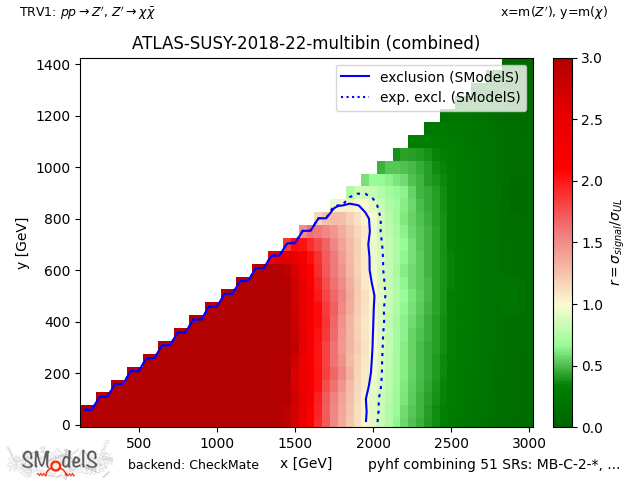 TRV1: pp → Z′, Z′ → χχ̄
x=m(Z′), y=m(χ)
ATLAS-SUSY-2018-22-multibin (combined)
exclusion (SModelS)
exp. excl. (SModelS)
y [GeV]
1400
1200
1000
800
600
400
200
0
500
1000
1500
2000
2500
3000
x [GeV]
3.0
2.5
2.0
1.5
1.0
0.5
0.0
r = σsignal/σUL
SModelS
backend: CheckMate
pyhf combining 51 SRs: MB-C-2-*, ...